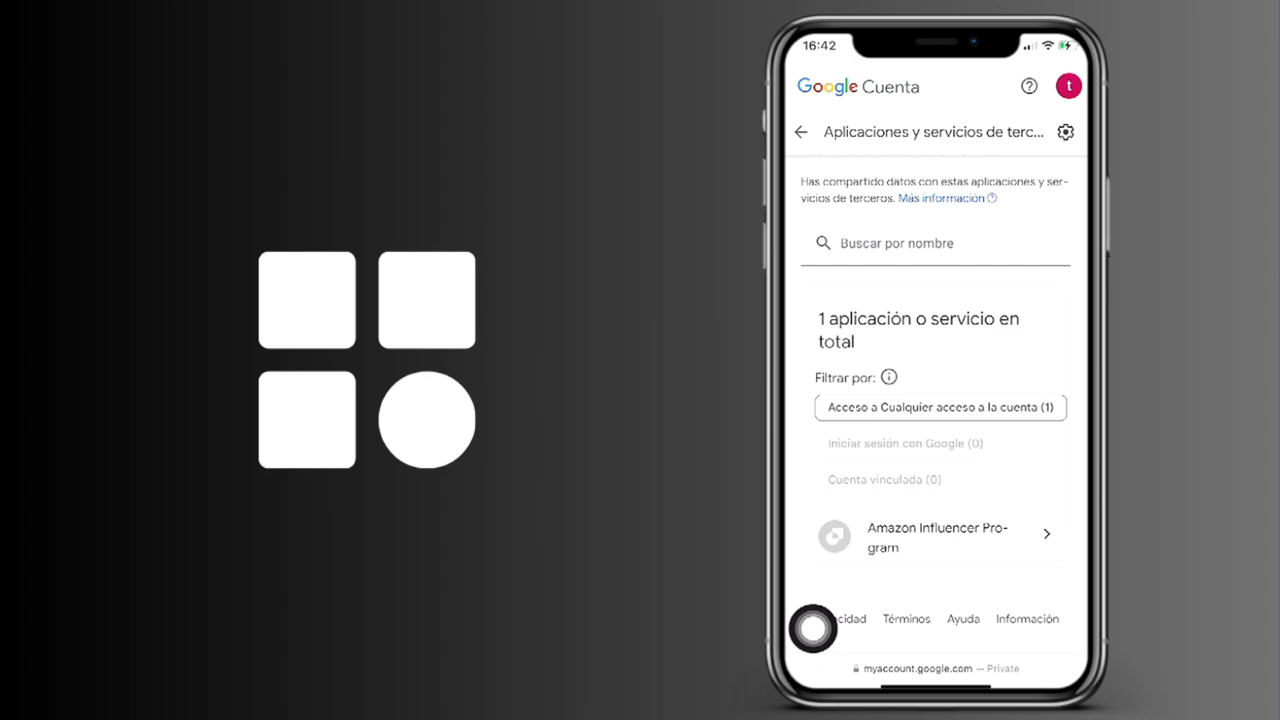 16:42
Google Cuenta
t
Aplicaciones y servicios de terc...
Has compartido datos con estas aplicaciones y ser-
vicios de terceros. Más información
Buscar por nombre
1 aplicación o servicio en
total
Filtrar por:
Acceso a Cualquier acceso a la cuenta (1)
Iniciar sesión con Google (0)
Cuenta vinculada (0)
Amazon Influencer Pro-
gram
Términos Ayuda Información
myaccount.google.com — Private